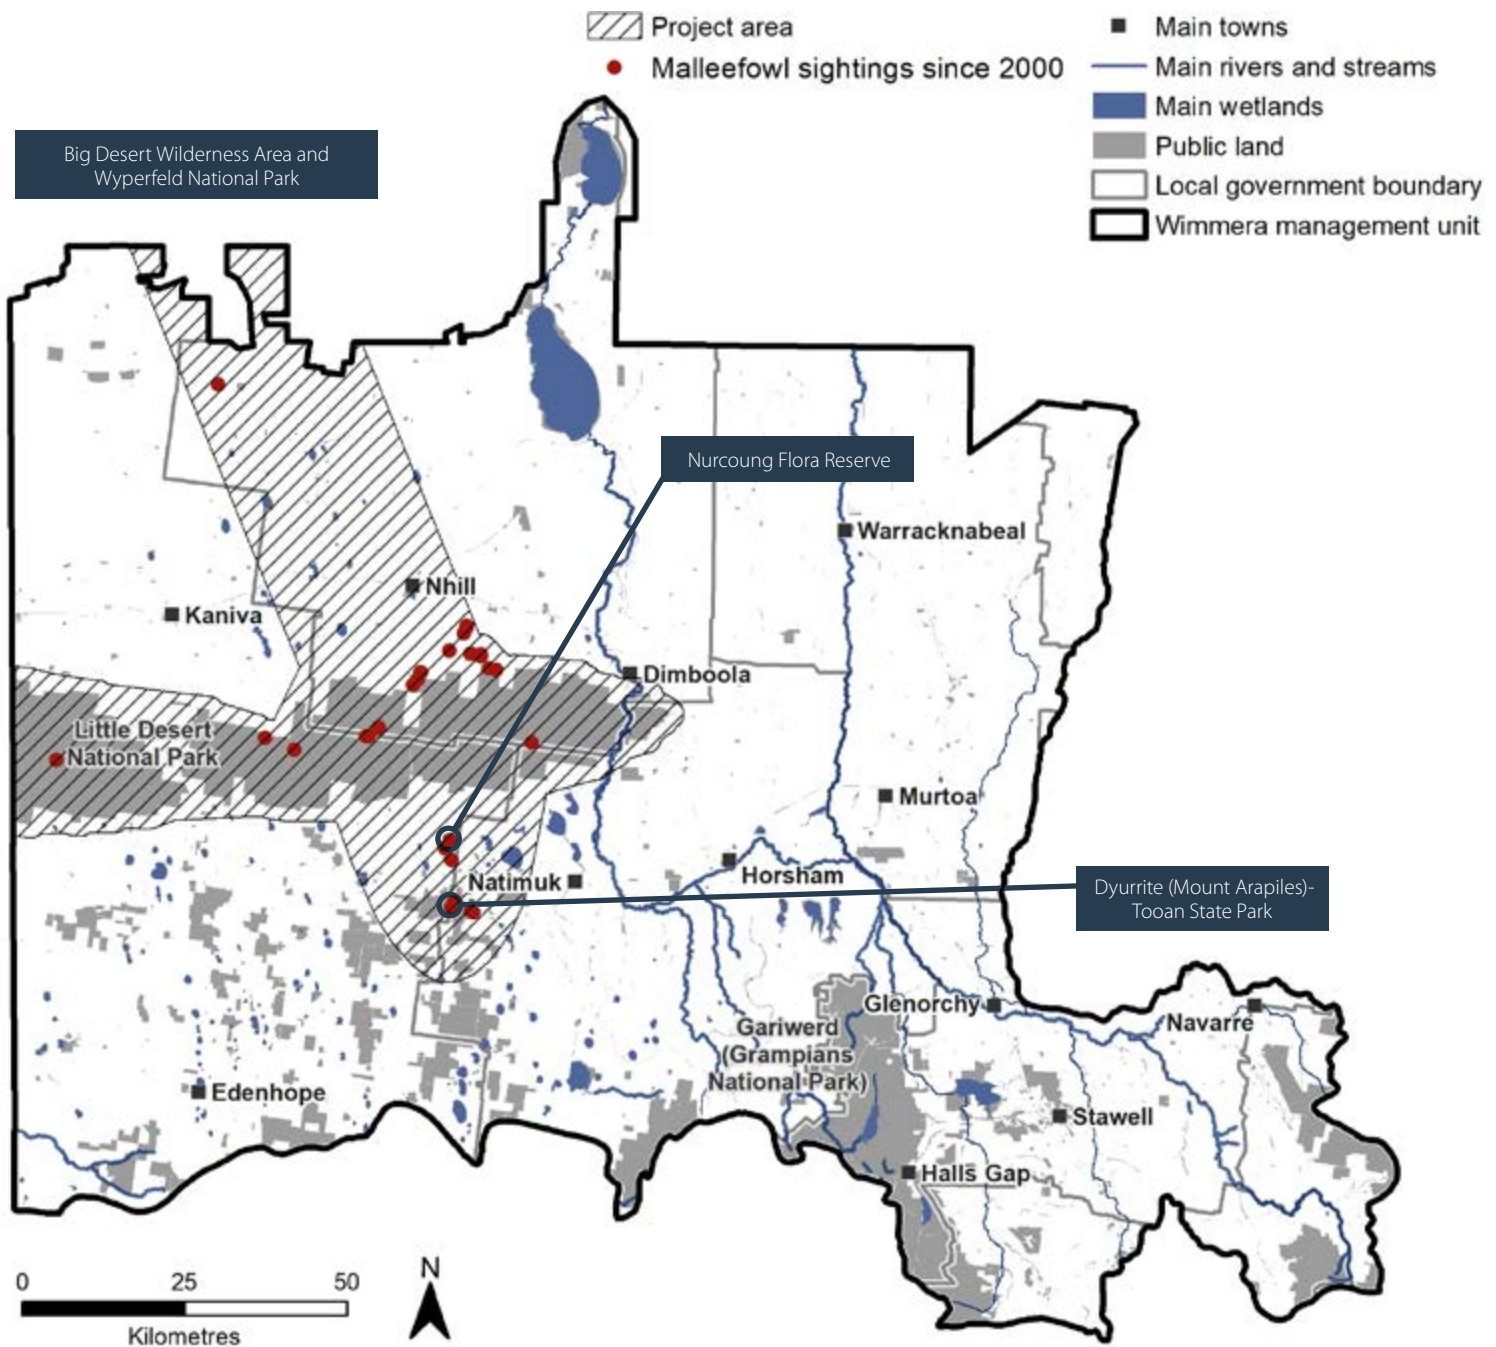 Project area
Malleefowl sightings since 2000
Main towns
Main rivers and streams
Main wetlands
Public land
Local government boundary
Wimmera management unit
Big Desert Wilderness Area and
Wyperfeld National Park
Nurcoung Flora Reserve
Warracknabeal
Nhill
Kaniva
Dimboola
Little Desert
National Park
Murtoa
Horsham
Natimuk
Dyurrite (Mount Arapiles)-
Tooan State Park
Glenorchy
Navarre
Gariwerd
(Grampians
National Park)
Edenhope
Stawell
Halls Gap
N
0 25 50
Kilometres